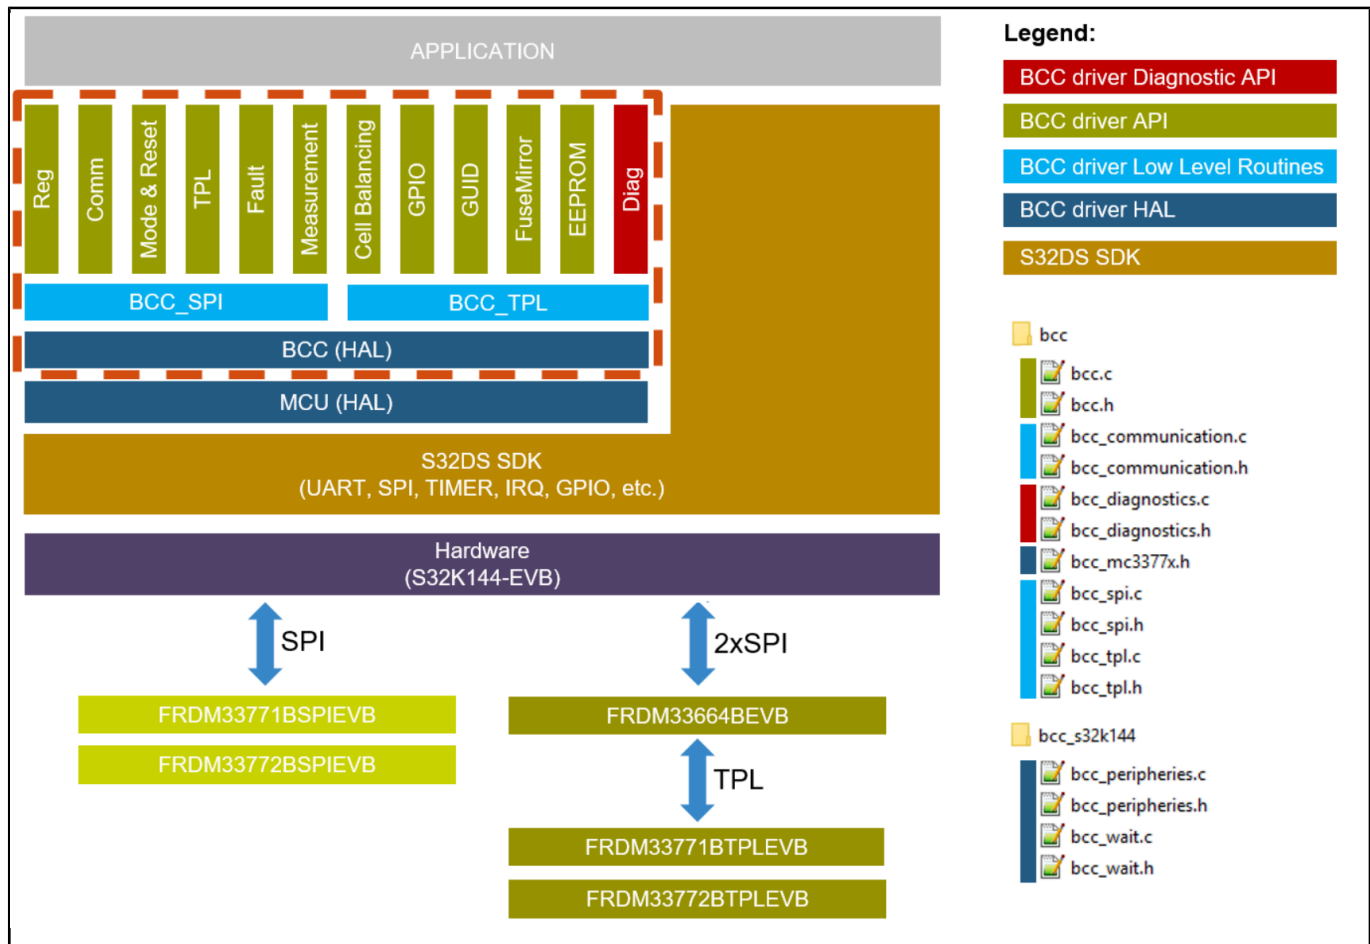 APPLICATION
Reg
Comm
Mode & Reset
TPL
Fault
Measurement
Cell Balancing
GPIO
GUID
FuseMirror
EEPROM
Diag
BCC_SPI
BCC_TPL
BCC (HAL)
MCU (HAL)
S32DS SDK
(UART, SPI, TIMER, IRQ, GPIO, etc.)
Hardware
(S32K144-EVB)
SPI
2xSPI
FRDM33771BSPIEVB
FRDM33772BSPIEVB
FRDM33664BEVB
TPL
FRDM33771BTPLEVB
FRDM33772BTPLEVB
Legend:
BCC driver Diagnostic API
BCC driver API
BCC driver Low Level Routines
BCC driver HAL
S32DS SDK
bcc
bcc.c
bcc.h
bcc_communication.c
bcc_communication.h
bcc_diagnostics.c
bcc_diagnostics.h
bcc_mc3377x.h
bcc_spi.c
bcc_spi.h
bcc_tpl.c
bcc_tpl.h
bcc_s32k144
bcc_peripheries.c
bcc_peripheries.h
bcc_wait.c
bcc_wait.h